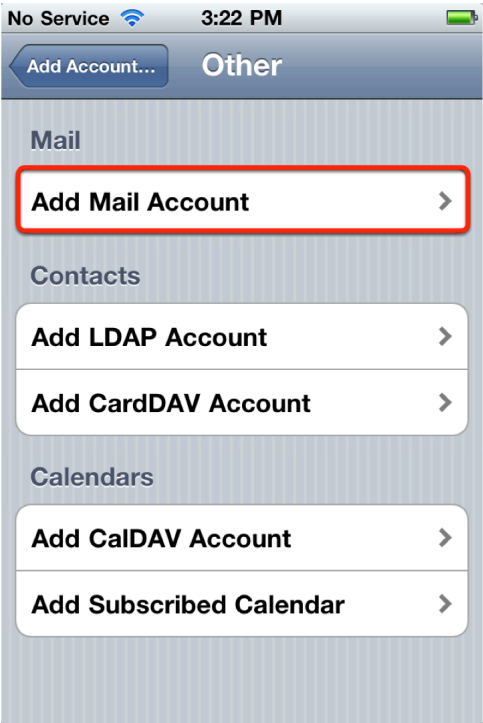 No Service 3:22 PM
Add Account... Other
Mail
Add Mail Account
Contacts
Add LDAP Account
Add CardDAV Account
Calendars
Add CalDAV Account
Add Subscribed Calendar